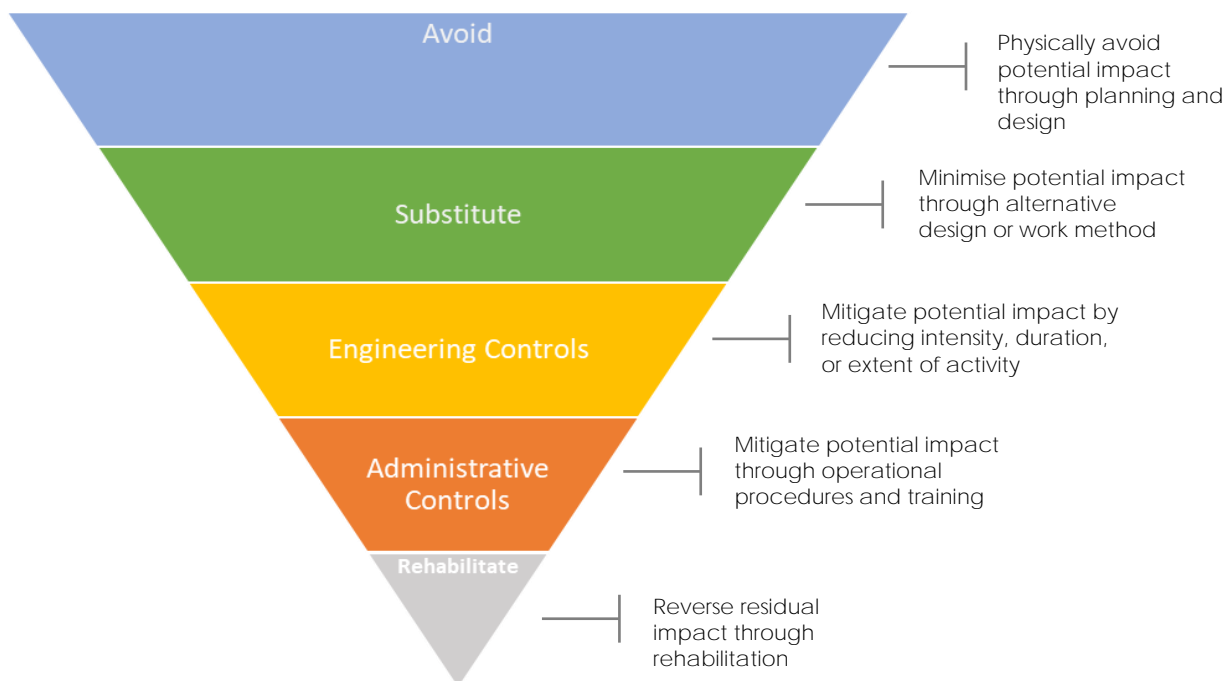 Avoid
Physically avoid
potential impact
through planning and
design
Substitute
Minimise potential impact
through alternative
design or work method
Engineering Controls
Mitigate potential impact by
reducing intensity, duration,
or extent of activity
Administrative
Controls
Mitigate potential impact
through operational
procedures and training
Rehabilitate
Reverse residual
impact through
rehabilitation